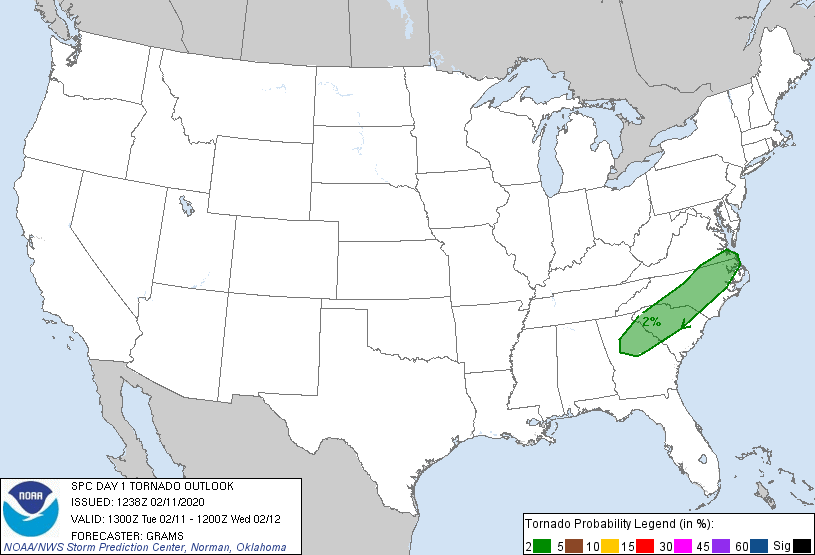 2%
NOAA
SPC DAY 1 TORNADO OUTLOOK
ISSUED: 1238Z 02/11/2020
VALID: 1300Z Tue 02/11 - 1200Z Wed 02/12
FORECASTER: GRAMS
NOAA/NWS Storm Prediction Center, Norman, Oklahoma
Tornado Probability Legend (in %):
2 5 10 15 30 45 60 Sig